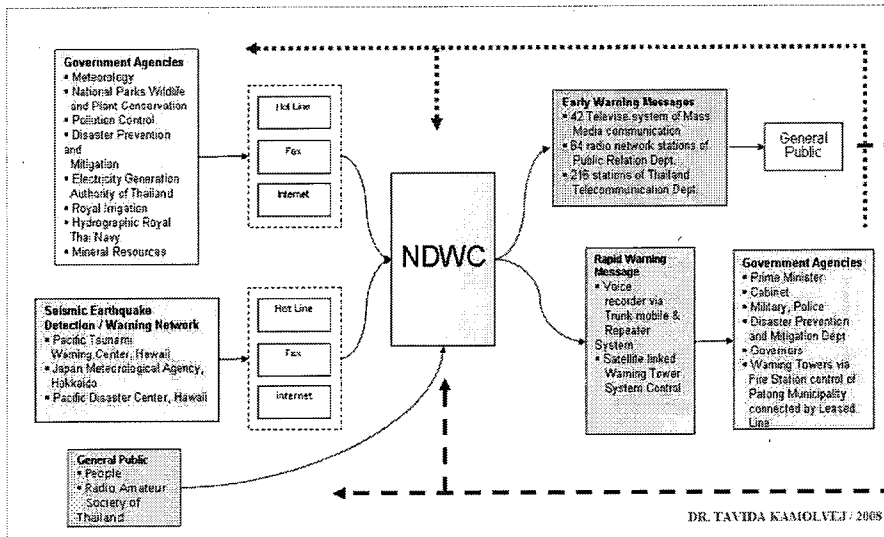 Government Agencies
▪ Meteorology
▪ National Parks Wildlife
and Plant Conservation
▪ Pollution Control
▪ Disaster Prevention
and
Mitigation
▪ Electricity Generation
Authority of Thailand
▪ Royal Irrigation
▪ Hydrographic Royal
Thai Navy
▪ Mineral Resources
Hot Line
Fax
Internet
Seismic Earthquake
Detection / Warning Network
▪ Pacific Tsunami
Warning Center, Hawaii
▪ Japan Meteorological Agency,
Hokkaido
▪ Pacific Disaster Center, Hawaii
Hot Line
Fax
Internet
General Public
▪ People
▪ Radio Amateur
Society of
Thailand
NDWC
Early Warning Messages
▪ 42 Televise system of Mass
Media communication
▪ 64 radio network stations of
Public Relation Dept.
▪ 216 stations of Thailand
Telecommunication Dept.
General
Public
Rapid Warning
Message
▪ Voice
recorder via
Trunk mobile &
Repeater
System
▪ Satellite linked
Warning Tower
System Control
Government Agencies
▪ Prime Minister
▪ Cabinet
▪ Military, Police
▪ Disaster Prevention
and Mitigation Dept
▪ Governors
▪ Warning Towers via
Fire Station control of
Patong Municipality
connected by Leased
Line
DR. TAVIDA KAMOLVEJ / 2008